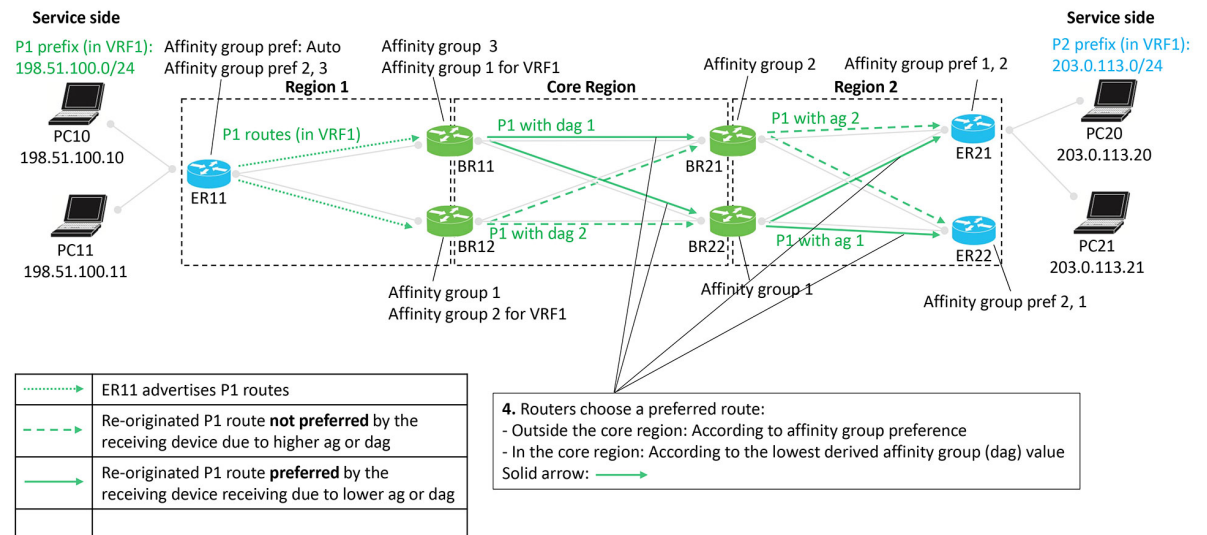 Service side
Service side
P1 prefix (in VRF1):
198.51.100.0/24
Affinity group pref: Auto
Affinity group pref 2, 3
Affinity group  3
Affinity group 1 for VRF1
Affinity group 2
Affinity group pref 1, 2
P2 prefix (in VRF1):
203.0.113.0/24
Region 1
Core Region
Region 2
PC10
198.51.100.10
P1 routes (in VRF1)
P1 with dag 1
P1 with ag 2
PC20
203.0.113.20
BR11
BR21
ER21
ER11
PC11
198.51.100.11
BR12
P1 with dag 2
BR22
P1 with ag 1
ER22
PC21
203.0.113.21
Affinity group 1
Affinity group 2 for VRF1
Affinity group 1
Affinity group pref 2, 1
ER11 advertises P1 routes
Re-originated P1 route not preferred by the
receiving device due to higher ag or dag
Re-originated P1 route preferred by the
receiving device receiving due to lower ag or dag
4. Routers choose a preferred route:
- Outside the core region: According to affinity group preference
- In the core region: According to the lowest derived affinity group (dag) value
Solid arrow: